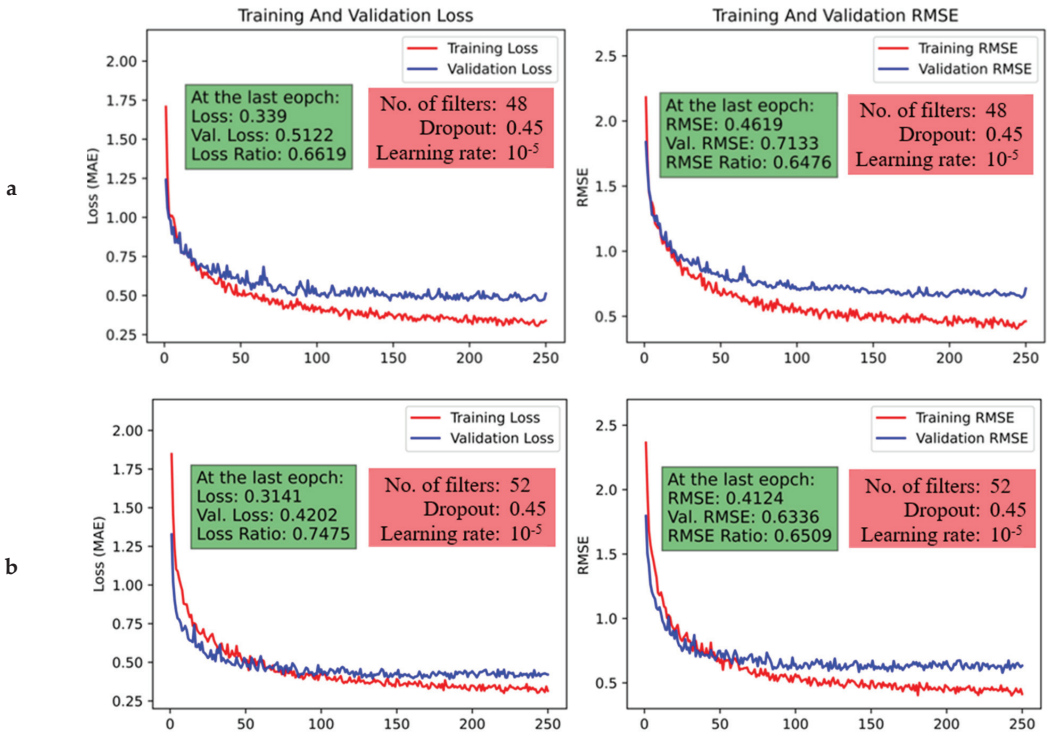 Training And Validation Loss
Training And Validation RMSE
a
Loss (MAE)
2.00
1.75
1.50
1.25
1.00
0.75
0.50
0.25
0
50
100
150
200
250
Training Loss
Validation Loss
At the last eopch:
Loss: 0.339
Val. Loss: 0.5122
Loss Ratio: 0.6619
No. of filters: 48
Dropout: 0.45
Learning rate: 10-5
RMSE
2.5
2.0
1.5
1.0
0.5
0
50
100
150
200
250
Training RMSE
Validation RMSE
At the last eopch:
RMSE: 0.4619
Val. RMSE: 0.7133
RMSE Ratio: 0.6476
No. of filters: 48
Dropout: 0.45
Learning rate: 10-5
b
Loss (MAE)
2.00
1.75
1.50
1.25
1.00
0.75
0.50
0.25
0
50
100
150
200
250
Training Loss
Validation Loss
At the last eopch:
Loss: 0.3141
Val. Loss: 0.4202
Loss Ratio: 0.7475
No. of filters: 52
Dropout: 0.45
Learning rate: 10-5
RMSE
2.5
2.0
1.5
1.0
0.5
0
50
100
150
200
250
Training RMSE
Validation RMSE
At the last eopch:
RMSE: 0.4124
Val. RMSE: 0.6336
RMSE Ratio: 0.6509
No. of filters: 52
Dropout: 0.45
Learning rate: 10-5